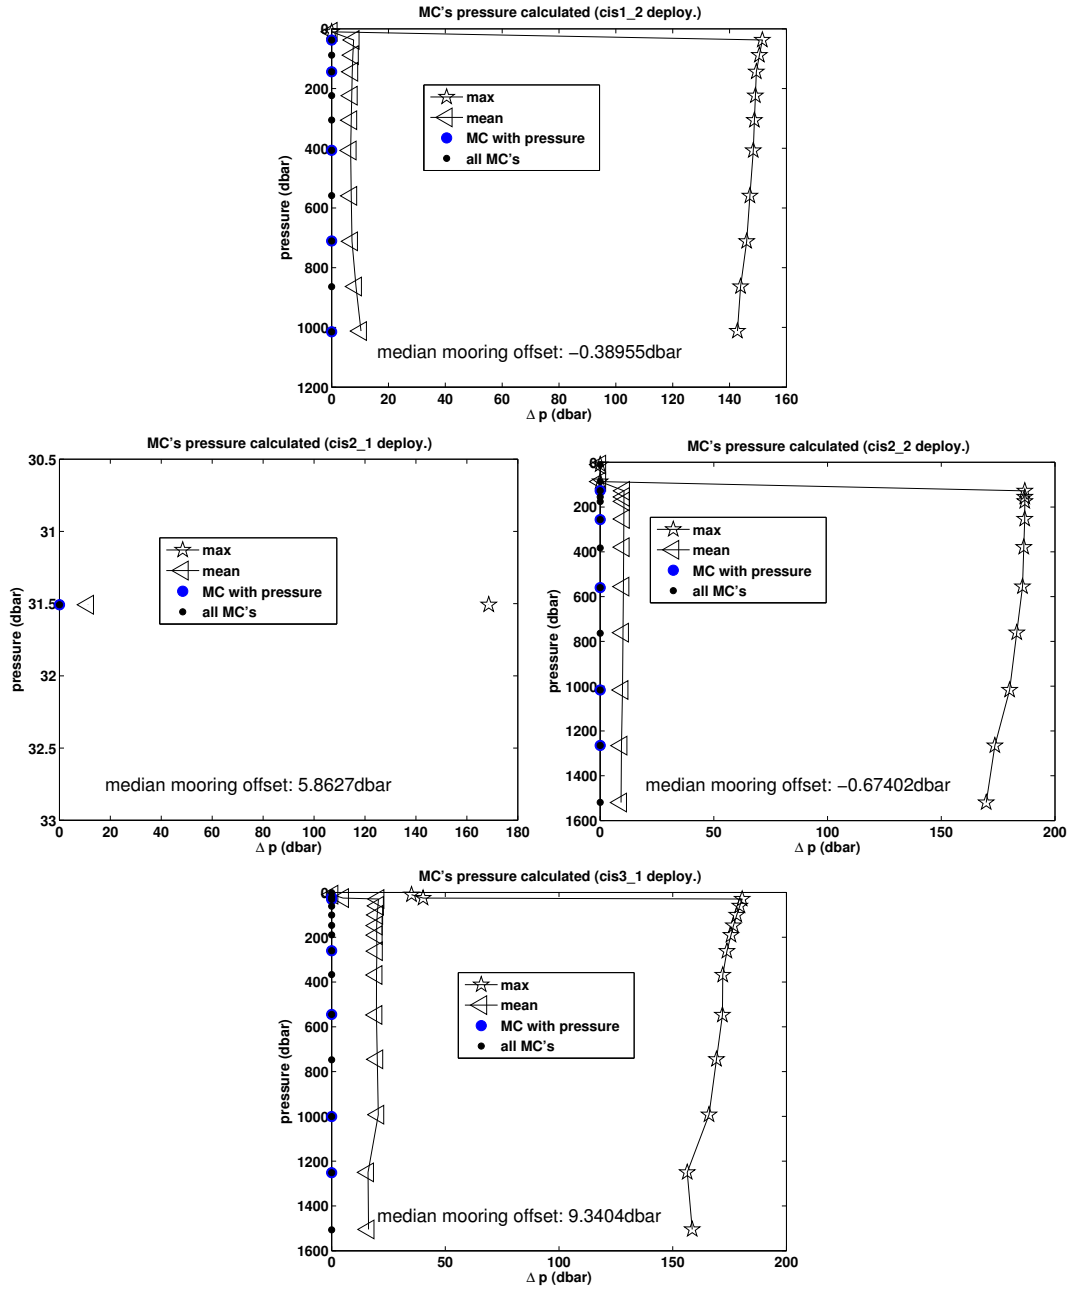 MC's pressure calculated (cis1_2 deploy.)
0
200
400
600
800
1000
1200
pressure (dbar)
max
mean
MC with pressure
all MC's
median mooring offset: −0.38955dbar
0 20 40 60 80 100 120 140 160
Δ p (dbar)
MC's pressure calculated (cis2_1 deploy.)
30.5
31
31.5
32
32.5
33
pressure (dbar)
max
mean
MC with pressure
all MC's
median mooring offset: 5.8627dbar
0 20 40 60 80 100 120 140 160 180
Δ p (dbar)
MC's pressure calculated (cis2_2 deploy.)
0
200
400
600
800
1000
1200
1400
1600
pressure (dbar)
max
mean
MC with pressure
all MC's
median mooring offset: −0.67402dbar
0 50 100 150 200
Δ p (dbar)
MC's pressure calculated (cis3_1 deploy.)
0
200
400
600
800
1000
1200
1400
1600
pressure (dbar)
max
mean
MC with pressure
all MC's
median mooring offset: 9.3404dbar
0 50 100 150 200
Δ p (dbar)